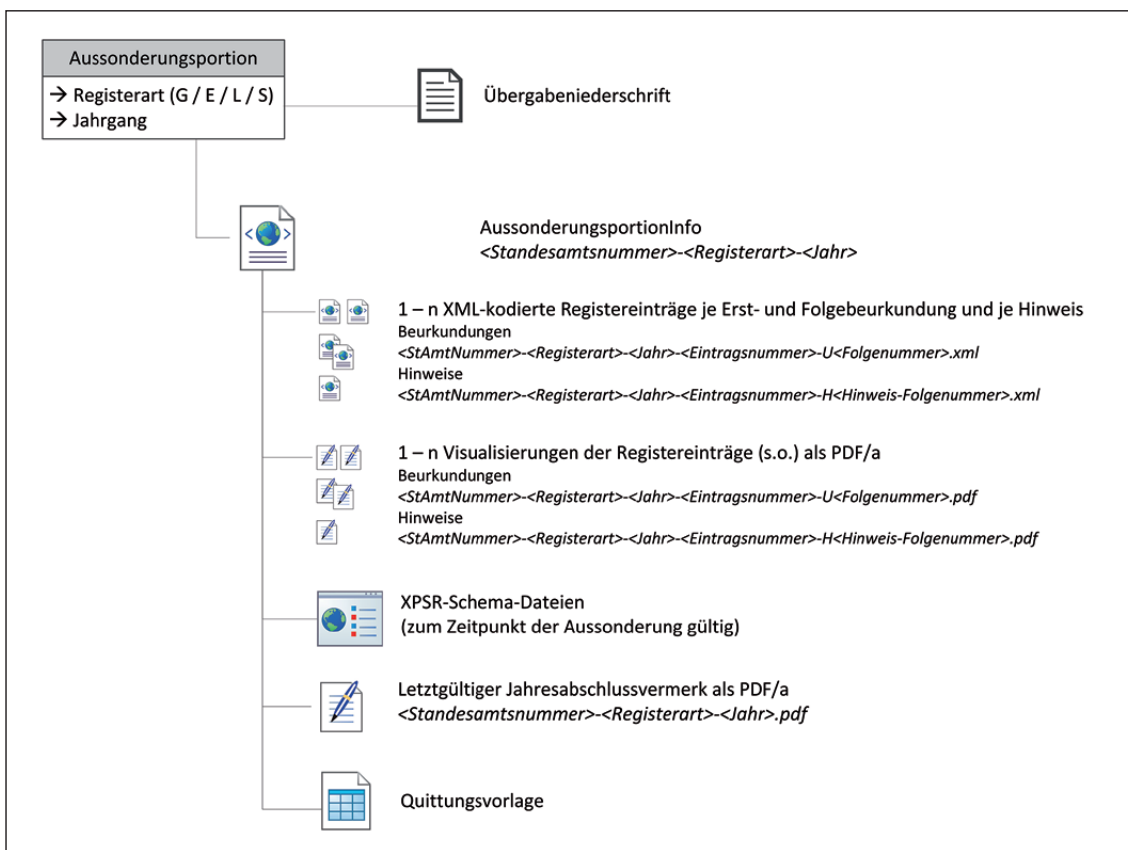 Aussonderungsportion
→ Registerart (G / E / L / S)
→ Jahrgang
Übergabeniederschrift
AussonderungsportionInfo
<Standesamtsnummer>-<Registerart>-<Jahr>
1 – n XML-kodierte Registereinträge je Erst- und Folgebeurkundung und je Hinweis
Beurkundungen
<StAmtNummer>-<Registerart>-<Jahr>-<Eintragsnummer>-U<Folgenummer>.xml
Hinweise
<StAmtNummer>-<Registerart>-<Jahr>-<Eintragsnummer>-H<Hinweis-Folgenummer>.xml
1 – n Visualisierungen der Registereinträge (s.o.) als PDF/a
Beurkundungen
<StAmtNummer>-<Registerart>-<Jahr>-<Eintragsnummer>-U<Folgenummer>.pdf
Hinweise
<StAmtNummer>-<Registerart>-<Jahr>-<Eintragsnummer>-H<Hinweis-Folgenummer>.pdf
XPSR-Schema-Dateien
(zum Zeitpunkt der Aussonderung gültig)
Letztgültiger Jahresabschlussvermerk als PDF/a
<Standesamtsnummer>-<Registerart>-<Jahr>.pdf
Quittungsvorlage